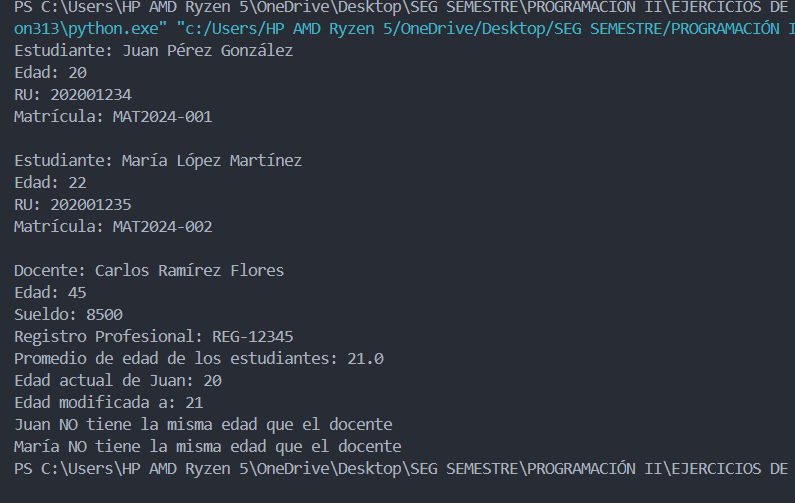 PS C:\Users\HP AMD Ryzen 5\OneDrive\Desktop\SEG SEMESTRE\PROGRAMACIÓN II\EJERCICIOS DE
on313\python.exe" "c:/Users/HP AMD Ryzen 5/OneDrive/Desktop/SEG SEMESTRE/PROGRAMACIÓN I
Estudiante: Juan Pérez González
Edad: 20
RU: 202001234
Matrícula: MAT2024-001
Estudiante: María López Martínez
Edad: 22
RU: 202001235
Matrícula: MAT2024-002
Docente: Carlos Ramírez Flores
Edad: 45
Sueldo: 8500
Registro Profesional: REG-12345
Promedio de edad de los estudiantes: 21.0
Edad actual de Juan: 20
Edad modificada a: 21
Juan NO tiene la misma edad que el docente
María NO tiene la misma edad que el docente
PS C:\Users\HP AMD Ryzen 5\OneDrive\Desktop\SEG SEMESTRE\PROGRAMACIÓN II\EJERCICIOS DE